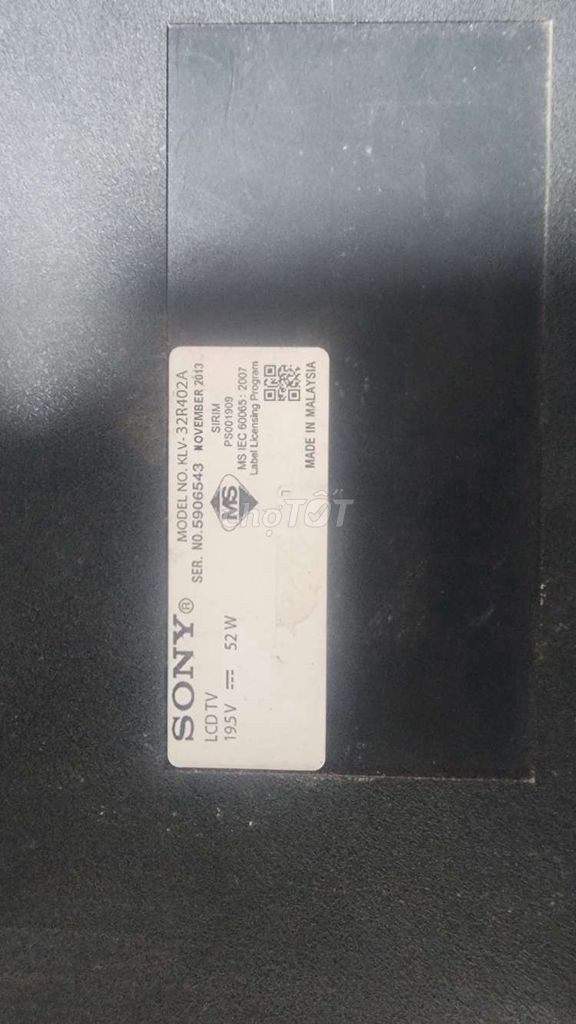 SONY®
MODEL NO. KLV-32R402A
LCD TV
SER. NO. 5906543 NOVEMBER 2013
19.5 V ⎓ 52 W
MS
SIRIM
PS001909
MS IEC 60065 : 2007
Label Licensing Program
MADE IN MALAYSIA
chợTỐT